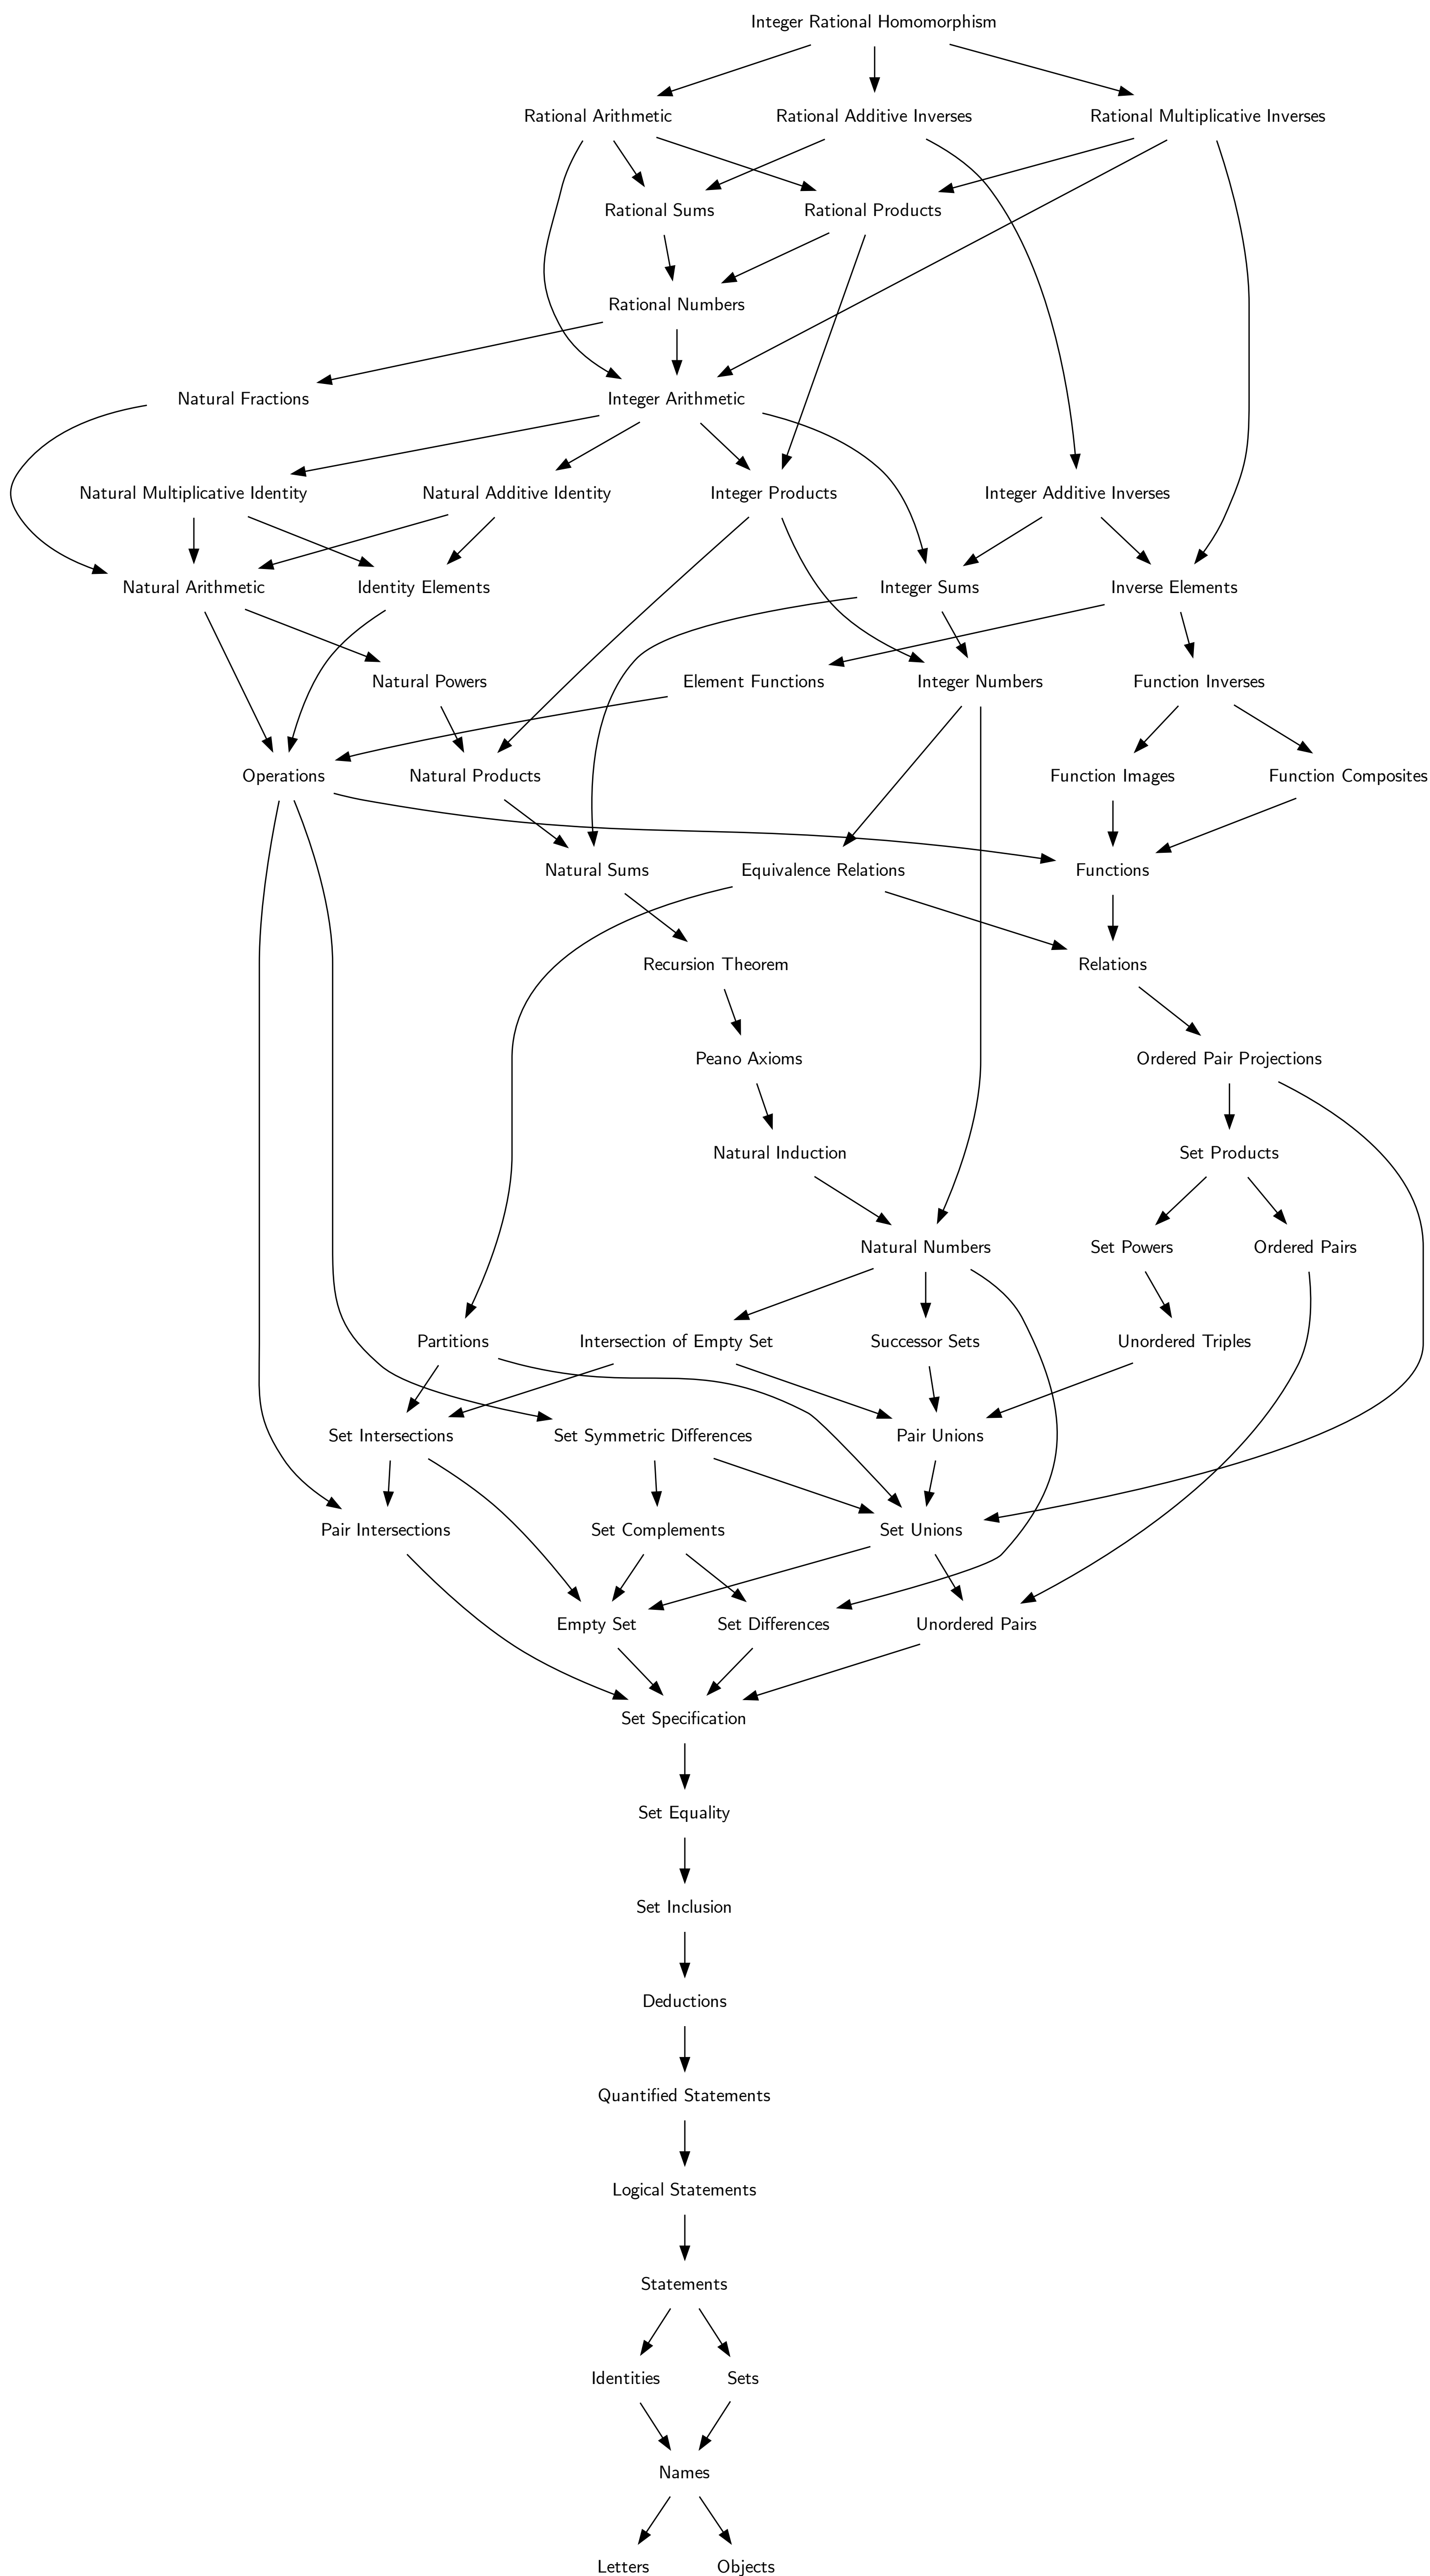 Integer Rational Homomorphism
Rational Arithmetic
Rational Additive Inverses
Rational Multiplicative Inverses
Rational Sums
Rational Products
Rational Numbers
Natural Fractions
Integer Arithmetic
Natural Multiplicative Identity
Natural Additive Identity
Integer Products
Integer Additive Inverses
Natural Arithmetic
Identity Elements
Integer Sums
Inverse Elements
Natural Powers
Element Functions
Integer Numbers
Function Inverses
Operations
Natural Products
Function Images
Function Composites
Natural Sums
Equivalence Relations
Functions
Recursion Theorem
Relations
Peano Axioms
Ordered Pair Projections
Natural Induction
Set Products
Natural Numbers
Set Powers
Ordered Pairs
Partitions
Intersection of Empty Set
Successor Sets
Unordered Triples
Set Intersections
Set Symmetric Differences
Pair Unions
Pair Intersections
Set Complements
Set Unions
Empty Set
Set Differences
Unordered Pairs
Set Specification
Set Equality
Set Inclusion
Deductions
Quantified Statements
Logical Statements
Statements
Identities
Sets
Names
Letters
Objects